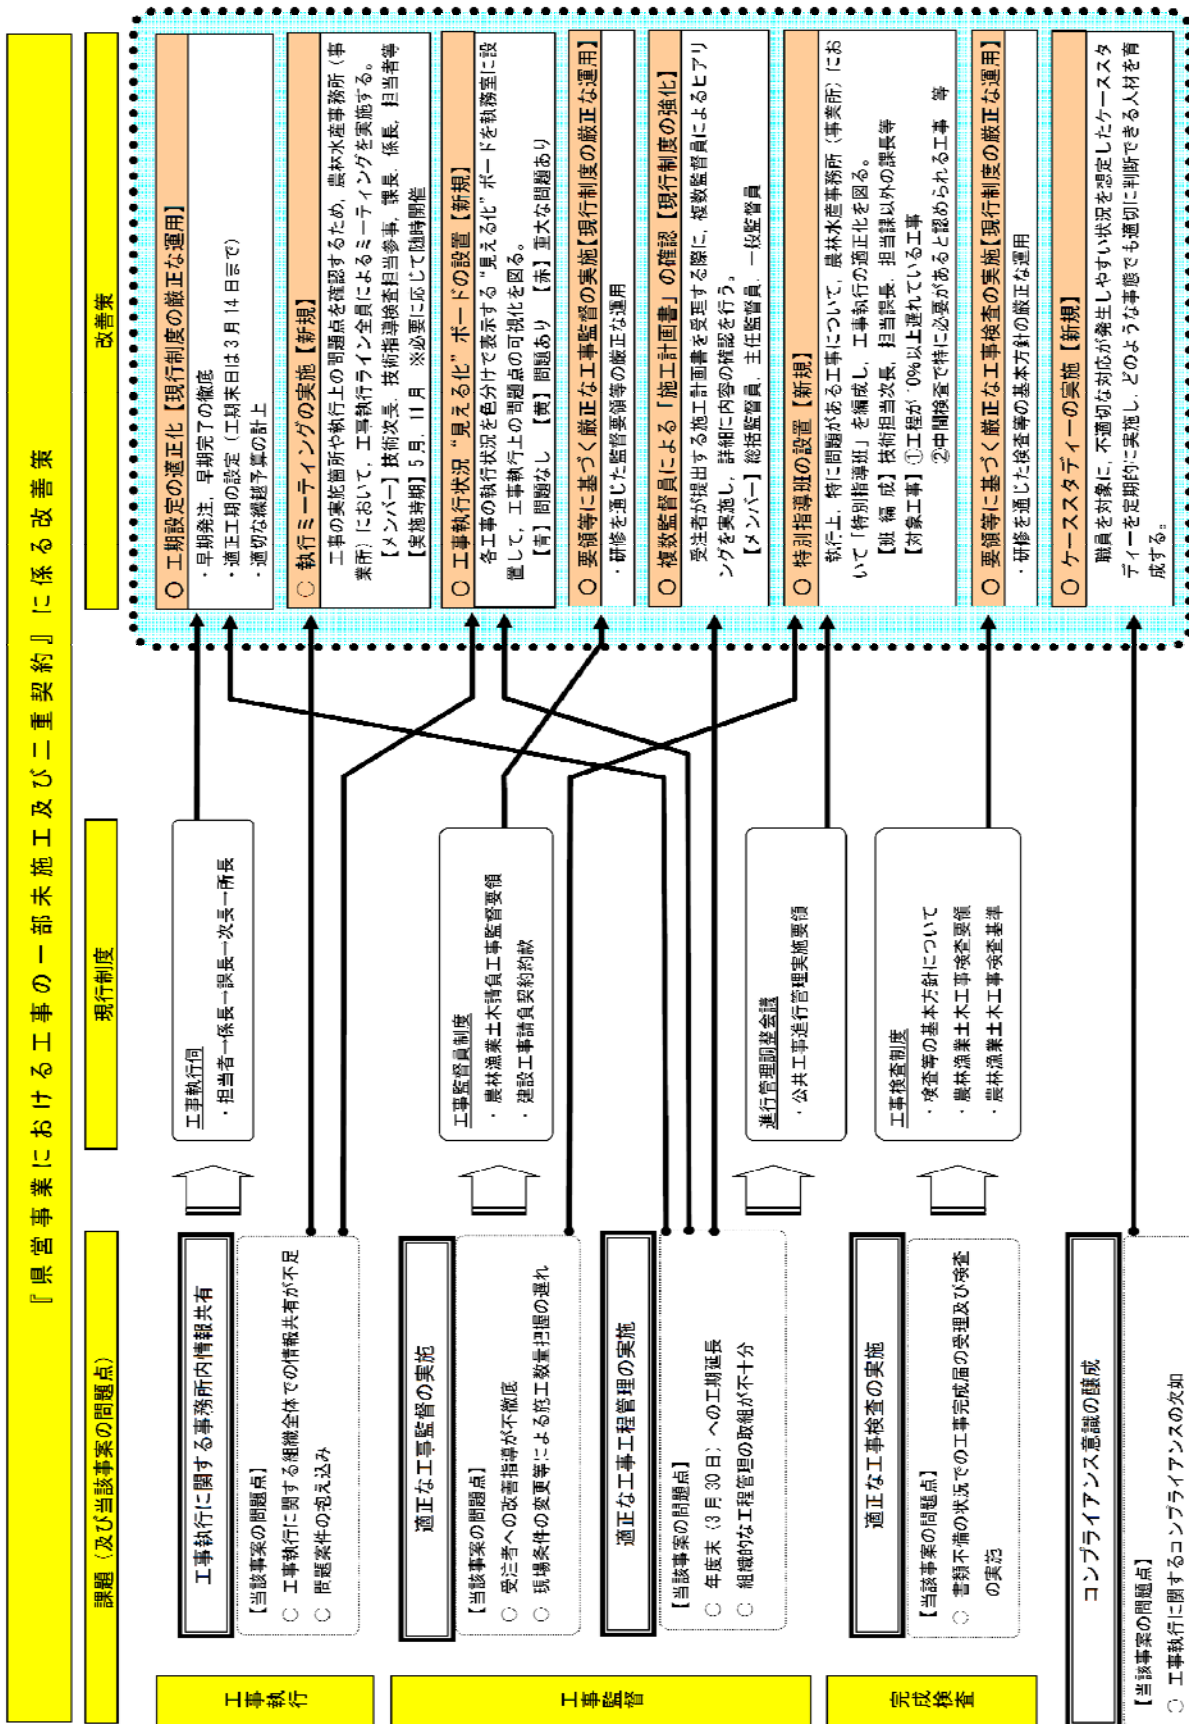 『県営事業における工事の一部未施工及び二重契約』に係る改善策
課題（及び当該事案の問題点）
現行制度
改善策
工事執行
工事執行に関する事務所内情報共有
【当該事案の問題点】
○ 工事執行に関する組織全体での情報共有が不足
○ 問題案件の抱え込み
工事執行伺
・担当者→係長→課長→次長→所長
工事監督
適正な工事監督の実施
【当該事案の問題点】
○ 受注者への改善指導が不徹底
○ 現場条件の変更等による施工数量把握の遅れ
工事監督員制度
・農林漁業土木請負工事監督要領
・建設工事請負契約約款
適正な工事工程管理の実施
【当該事案の問題点】
○ 年度末（3月30日）への工期延長
○ 組織的な工程管理の取組が不十分
進行管理調整会議
・公共工事進行管理実施要領
完成検査
適正な工事検査の実施
【当該事案の問題点】
○ 書類不備の状況での工事完成届の受理及び検査
の実施
工事検査制度
・検査等の基本方針について
・農林漁業土木工事検査要領
・農林漁業土木工事検査基準
コンプライアンス意識の醸成
【当該事案の問題点】
○ 工事執行に関するコンプライアンスの欠如
○ 工期設定の適正化【現行制度の厳正な運用】
・早期発注，早期完了の徹底
・適正工期の設定（工期末日は3月14日まで）
・適切な繰越予算の計上
○ 執行ミーティングの実施【新規】
工事の実施箇所や執行上の問題点を確認するため，農林水産事務所（事
業所）において，工事執行ライン全員によるミーティングを実施する。
【メンバー】技術次長，技術指導検査担当参事，課長，係長，担当者等
【実施時期】5月，11月　※必要に応じて随時開催
○ 工事執行状況“見える化”ボードの設置【新規】
各工事の執行状況を色分けで表示する“見える化”ボードを執務室に設
置して，工事執行上の問題点の可視化を図る。
【青】問題なし　【黄】問題あり　【赤】重大な問題あり
○ 要領等に基づく厳正な工事監督の実施【現行制度の厳正な運用】
・研修を通じた監督要領等の厳正な運用
○ 複数監督員による「施工計画書」の確認【現行制度の強化】
受注者が提出する施工計画書を受理する際に，複数監督員によるヒアリ
ングを実施し，詳細に内容の確認を行う。
【メンバー】総括監督員，主任監督員，一般監督員
○ 特別指導班の設置【新規】
執行上，特に問題がある工事について，農林水産事務所（事業所）にお
いて「特別指導班」を編成し，工事執行の適正化を図る。
【班　編　成】技術担当次長，担当課長，担当課以外の課長等
【対象工事】①工程が10%以上遅れている工事
②中間検査で特に必要があると認められる工事　等
○ 要領等に基づく厳正な工事検査の実施【現行制度の厳正な運用】
・研修を通じた検査等の基本方針の厳正な運用
○ ケーススタディーの実施【新規】
職員を対象に，不適切な対応が発生しやすい状況を想定したケーススタ
ディーを定期的に実施し，どのような事態でも適切に判断できる人材を育
成する。